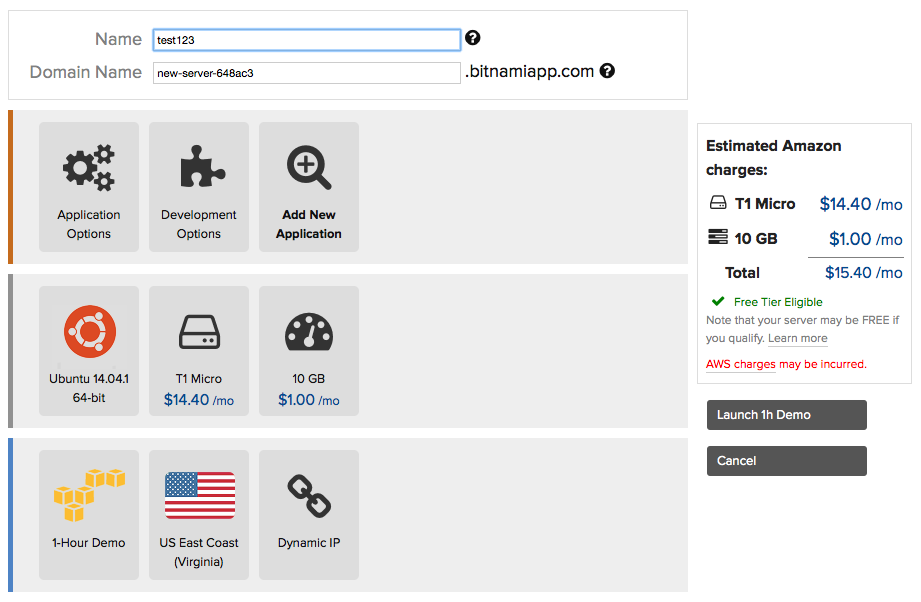 Name test123
Domain Name new-server-648ac3 .bitnamiapp.com
Application
Options
Development
Options
Add New
Application
Ubuntu 14.04.1
64-bit
T1 Micro
$14.40 /mo
10 GB
$1.00 /mo
1-Hour Demo
US East Coast
(Virginia)
Dynamic IP
Estimated Amazon
charges:
T1 Micro $14.40 /mo
10 GB $1.00 /mo
Total $15.40 /mo
Free Tier Eligible
Note that your server may be FREE if
you qualify. Learn more
AWS charges may be incurred.
Launch 1h Demo
Cancel